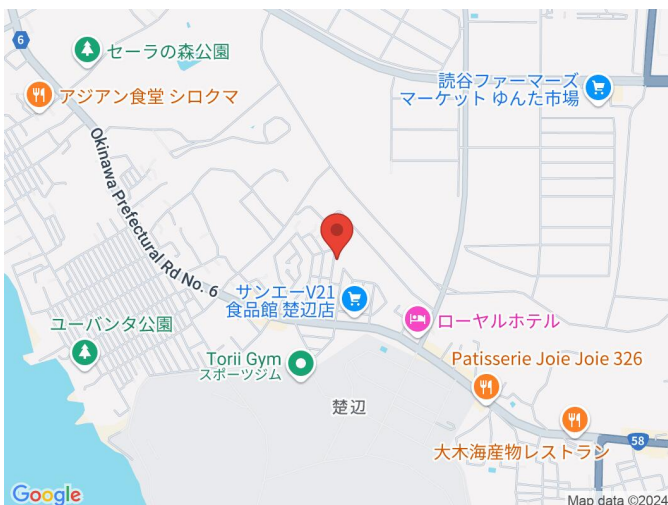 6
セーラの森公園
アジアン食堂 シロクマ
読谷ファーマーズ
マーケット ゆんた市場
Okinawa Prefectural Rd No. 6
サンエーV21
食品館 楚辺店
ユーバンタ公園
ローヤルホテル
Torii Gym
スポーツジム
Patisserie Joie Joie 326
楚辺
大木海産物レストラン
58
Google
Map data ©2024